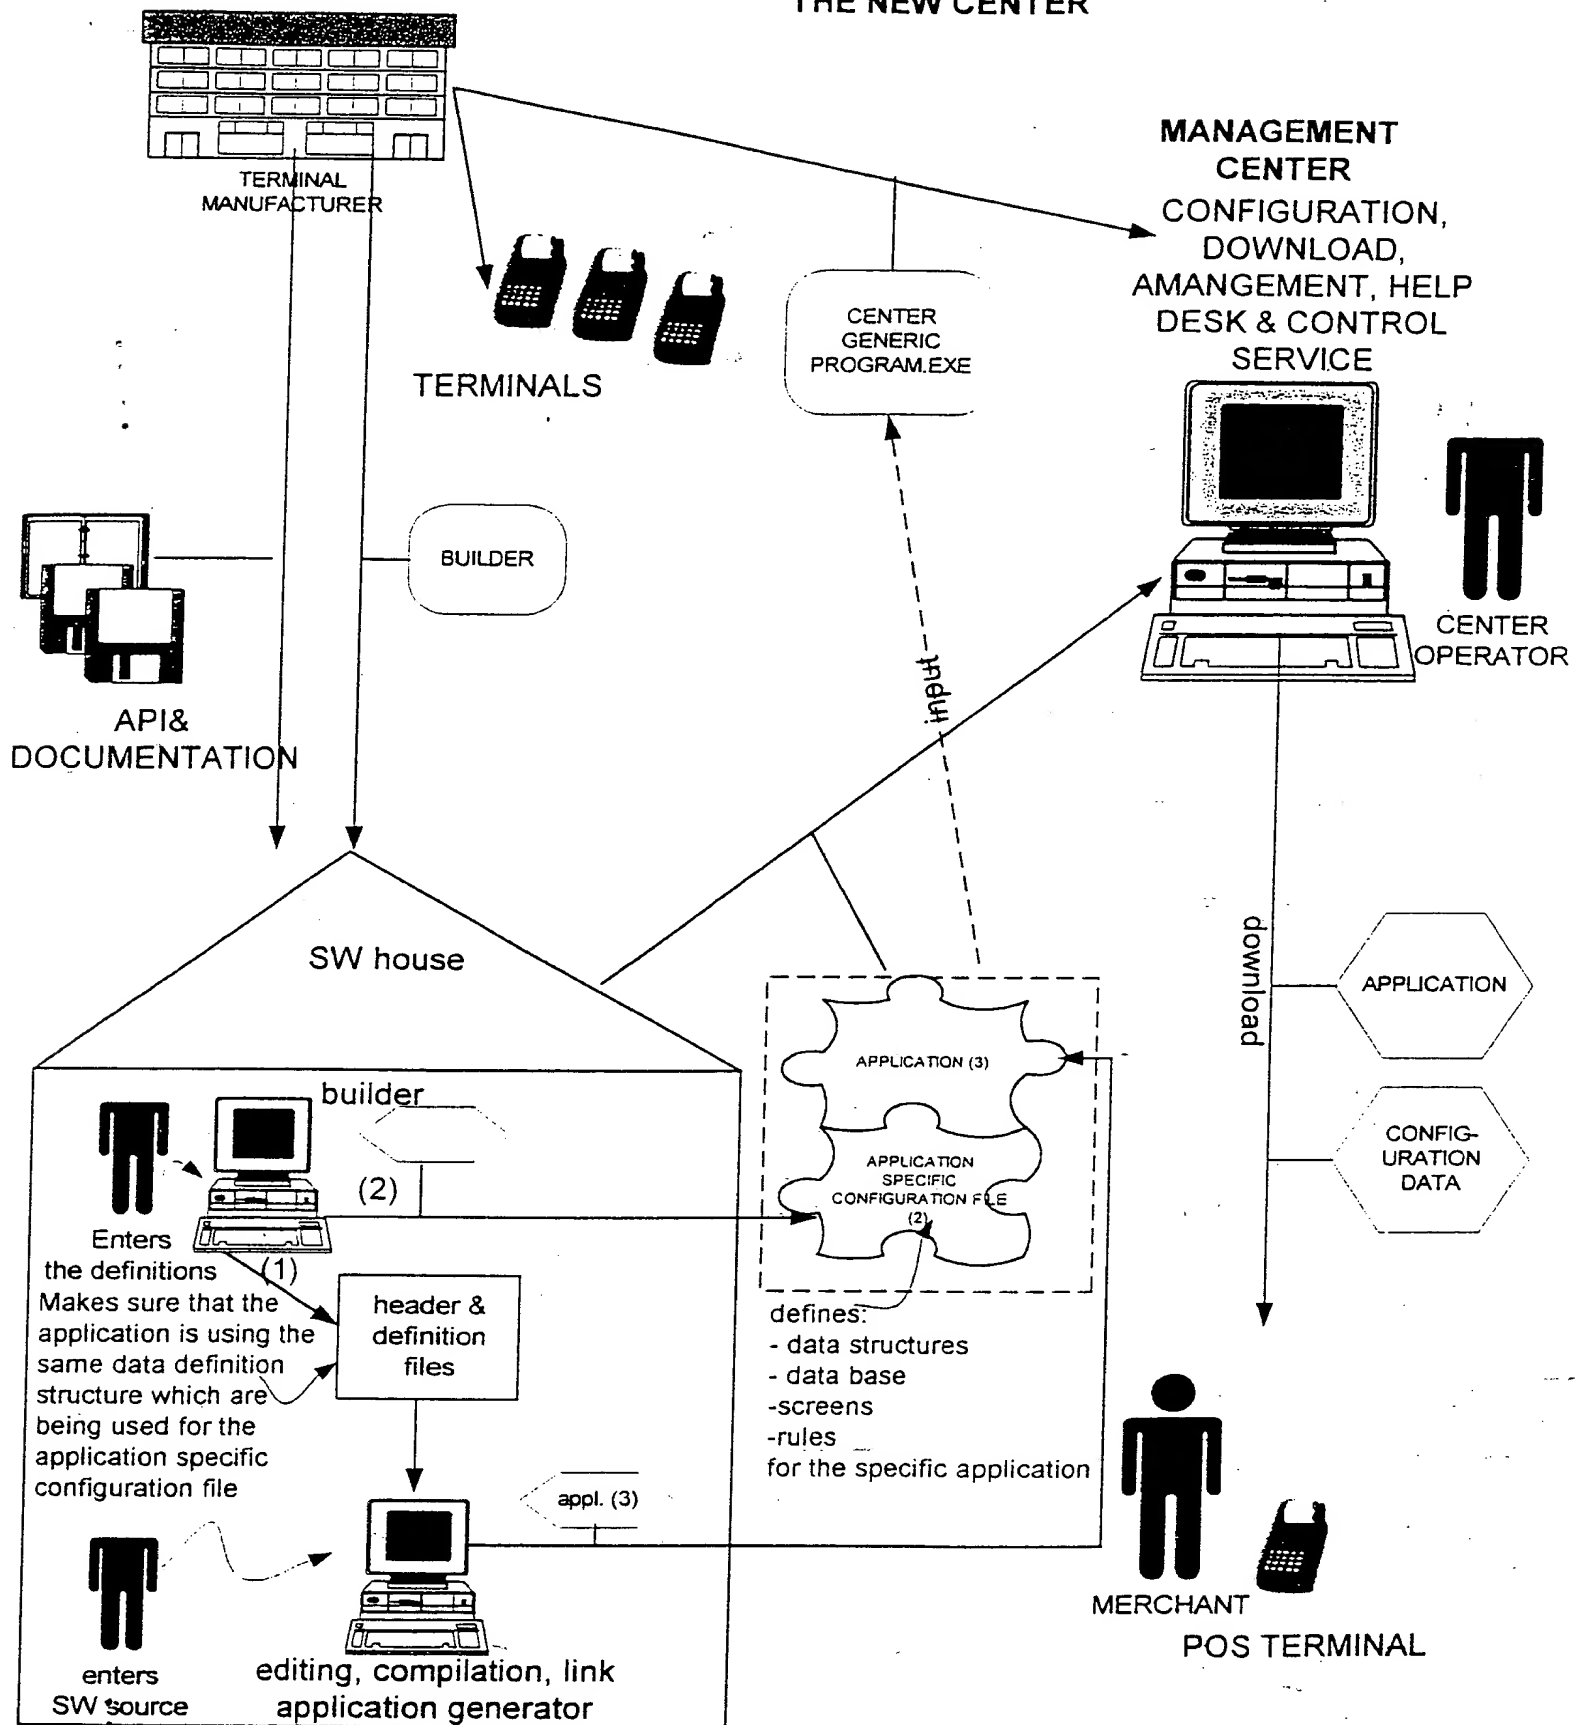 THE NEW CENTER
TERMINAL
MANUFACTURER
MANAGEMENT
CENTER
CONFIGURATION,
DOWNLOAD,
AMANGEMENT, HELP
DESK & CONTROL
SERVICE
TERMINALS
CENTER
GENERIC
PROGRAM.EXE
BUILDER
API&
DOCUMENTATION
CENTER
OPERATOR
input
SW house
download
APPLICATION
CONFIG-
URATION
DATA
APPLICATION (3)
APPLICATION
SPECIFIC
CONFIGURATION FILE
(2)
builder
(2)
Enters
the definitions
(1)
Makes sure that the
application is using the
same data definition
structure which are
being used for the
application specific
configuration file
header &
definition
files
defines:
- data structures
- data base
-screens
-rules
for the specific application
appl. (3)
enters
SW source
editing, compilation, link
application generator
MERCHANT
POS TERMINAL